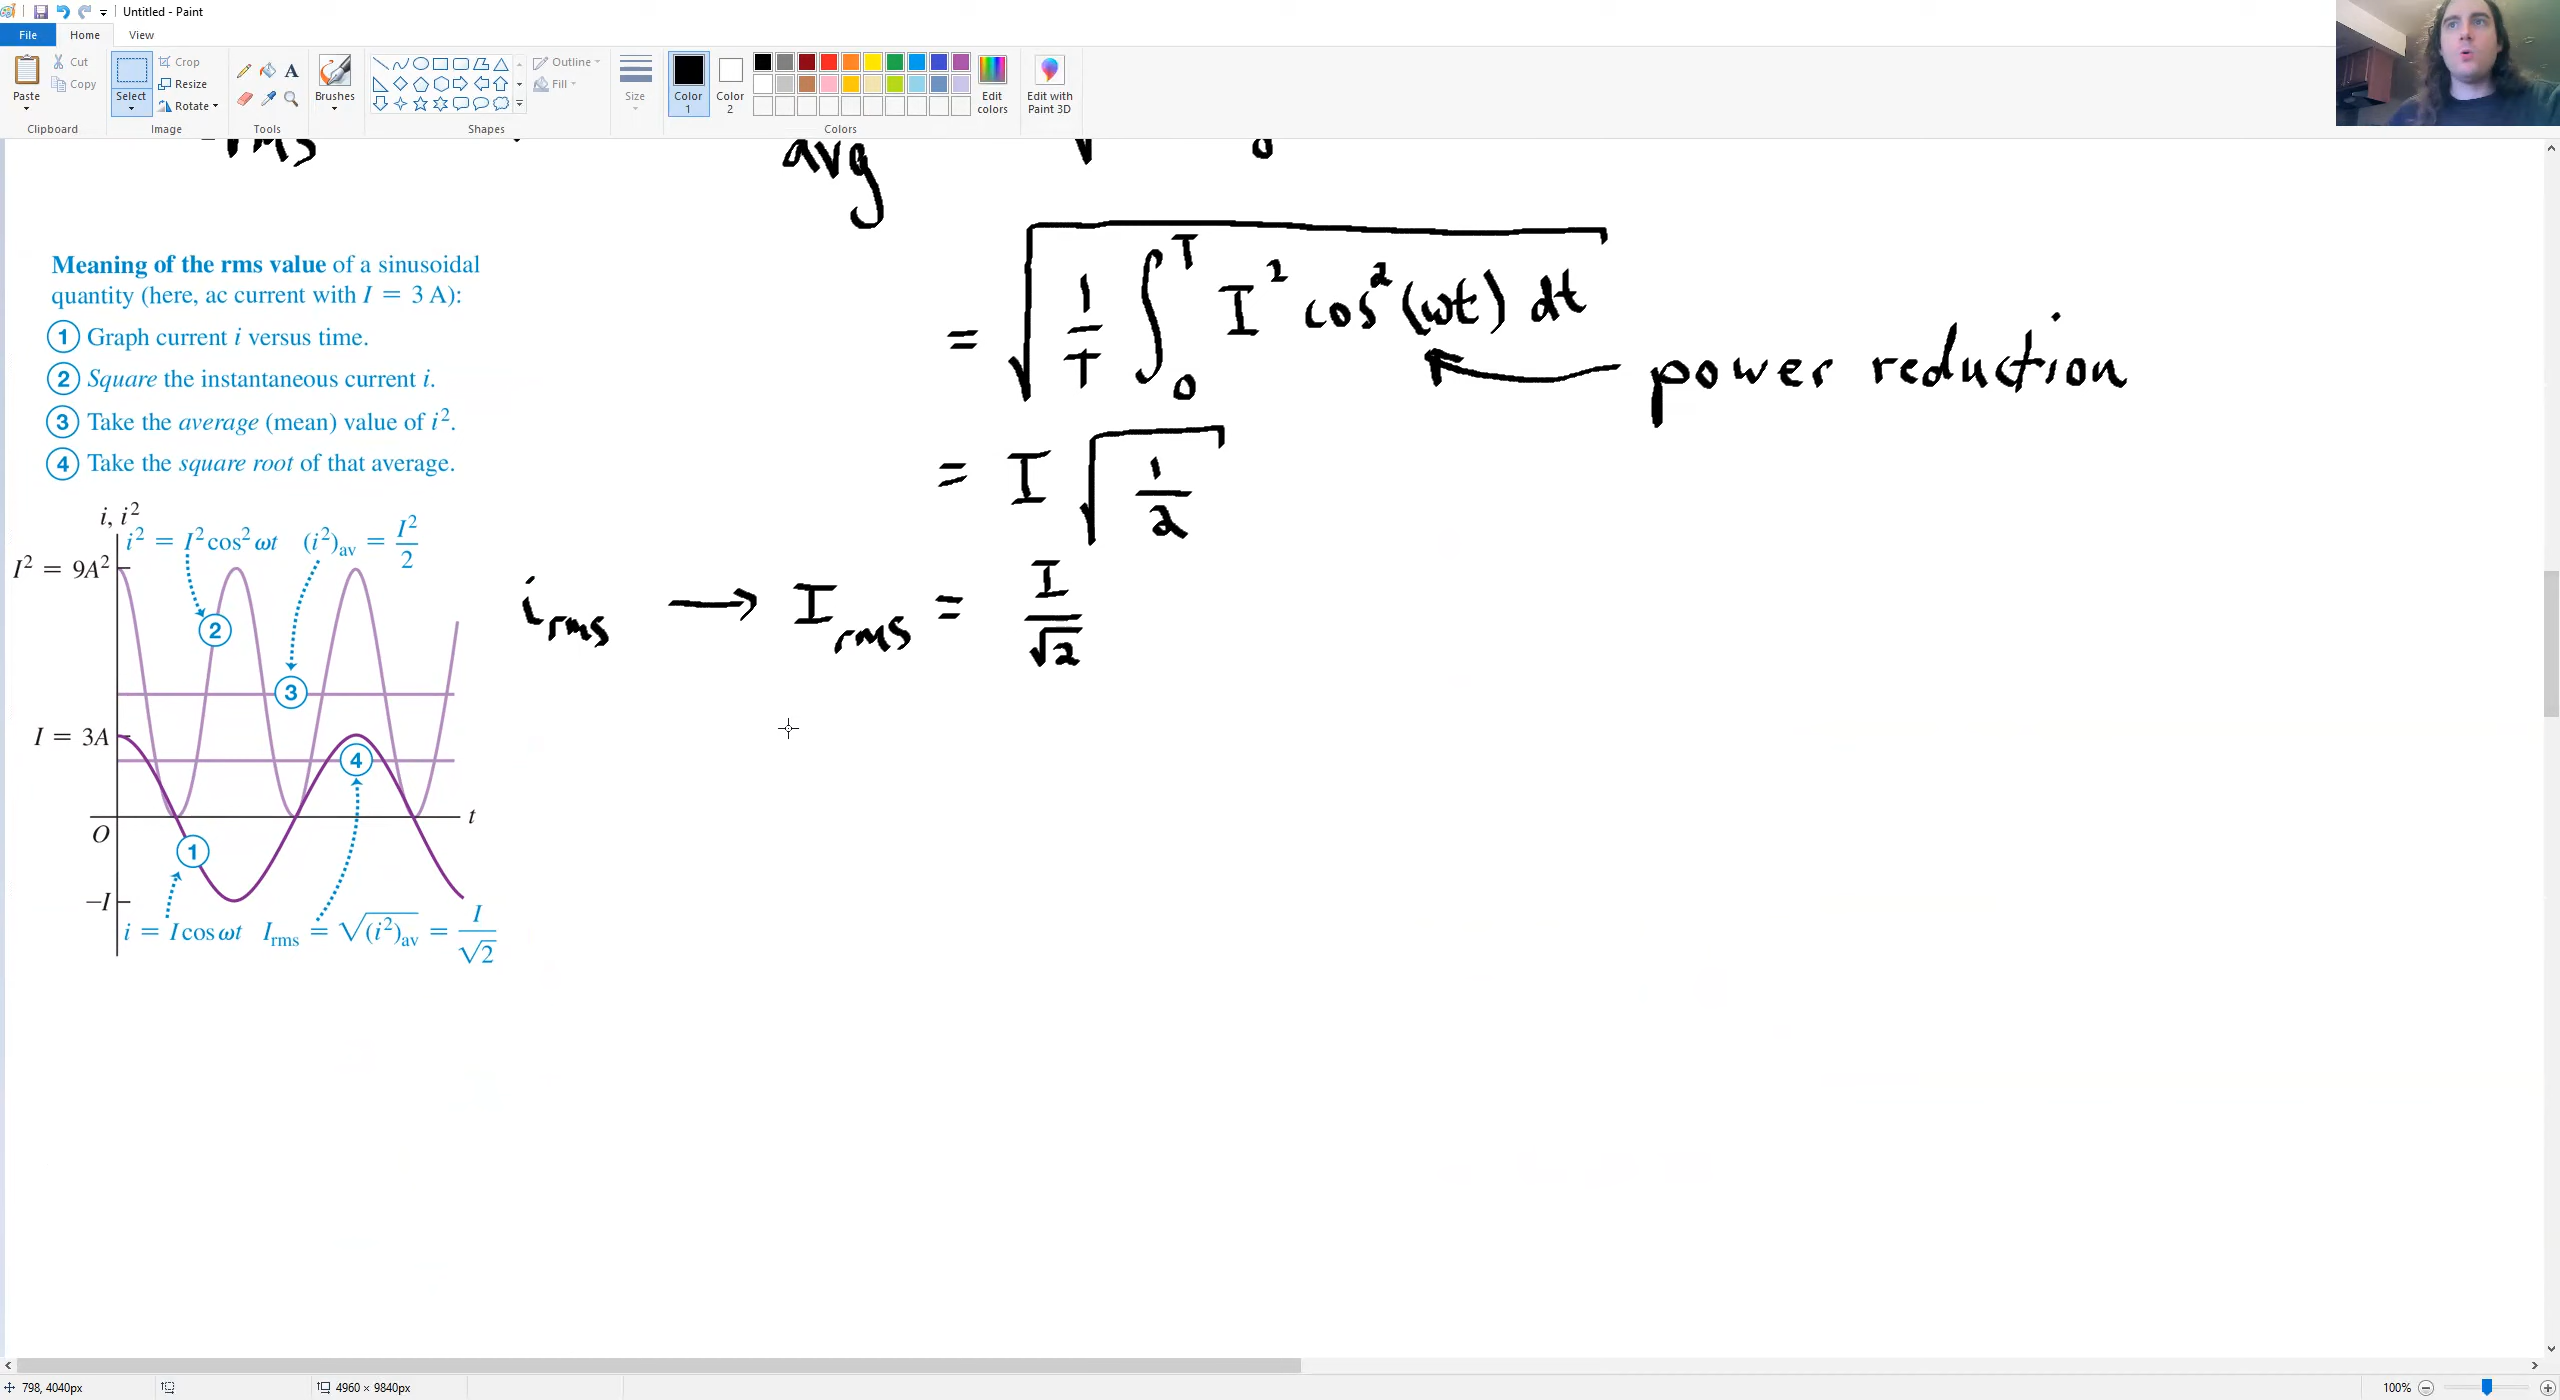 Untitled - Paint
File Home View
Paste
Cut
Copy
Clipboard
Select
Crop
Resize
Rotate
Image
A
Tools
Brushes
Outline
Fill
Shapes
Size
Color 1
Color 2
Edit colors
Colors
Edit with Paint 3D
rms
avg
0
= √ 1/T ∫₀ᵀ I² cos² (ωt) dt
power reduction
= I √ 1/2
i_rms → I_rms = I/√2
Meaning of the rms value of a sinusoidal
quantity (here, ac current with I = 3 A):
1 Graph current i versus time.
2 Square the instantaneous current i.
3 Take the average (mean) value of i².
4 Take the square root of that average.
i, i²
i² = I² cos² ωt (i²)av = I²/2
I² = 9A²
2
3
I = 3A
4
O
t
1
−I
i = I cos ωt Irms = √(i²)av = I/√2
798, 4040px
4960 × 9840px
100%